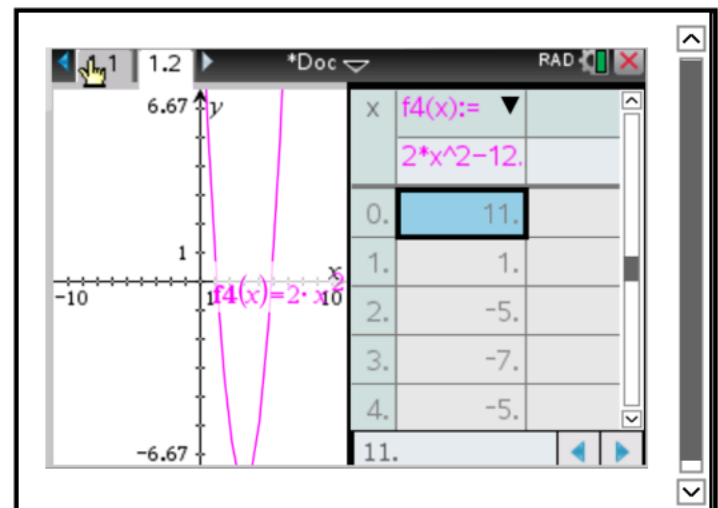 1 1.2 *Doc RAD
6.67 y
1
x
-10 1 10
f4(x)=2· x^2
-6.67
x f4(x):= ▼
2*x^2-12.
0. 11.
1. 1.
2. -5.
3. -7.
4. -5.
11.